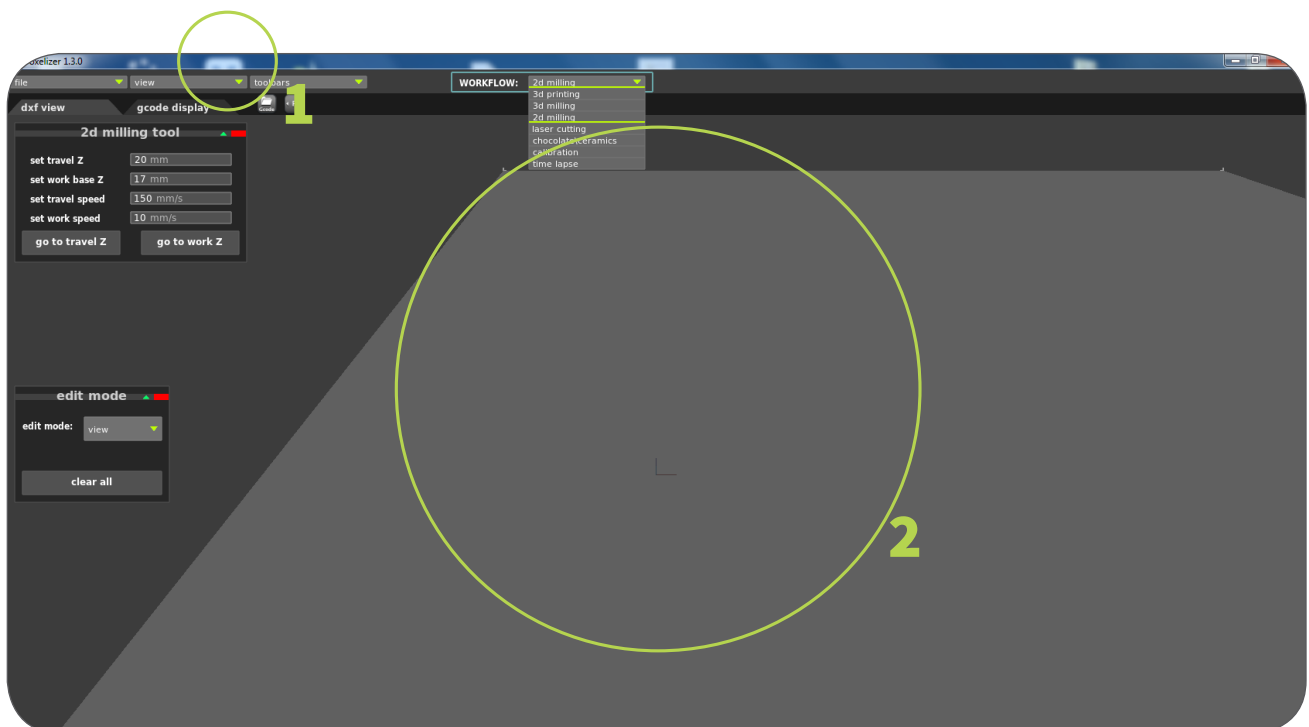 oxelizer 1.3.0
file view toolbars WORKFLOW: 2d milling
3d printing
3d milling
2d milling
laser cutting
chocolate\ceramics
calibration
time lapse
dxf view gcode display
1
2d milling tool
set travel Z 20 mm
set work base Z 17 mm
set travel speed 150 mm/s
set work speed 10 mm/s
go to travel Z go to work Z
edit mode
edit mode: view
clear all
2